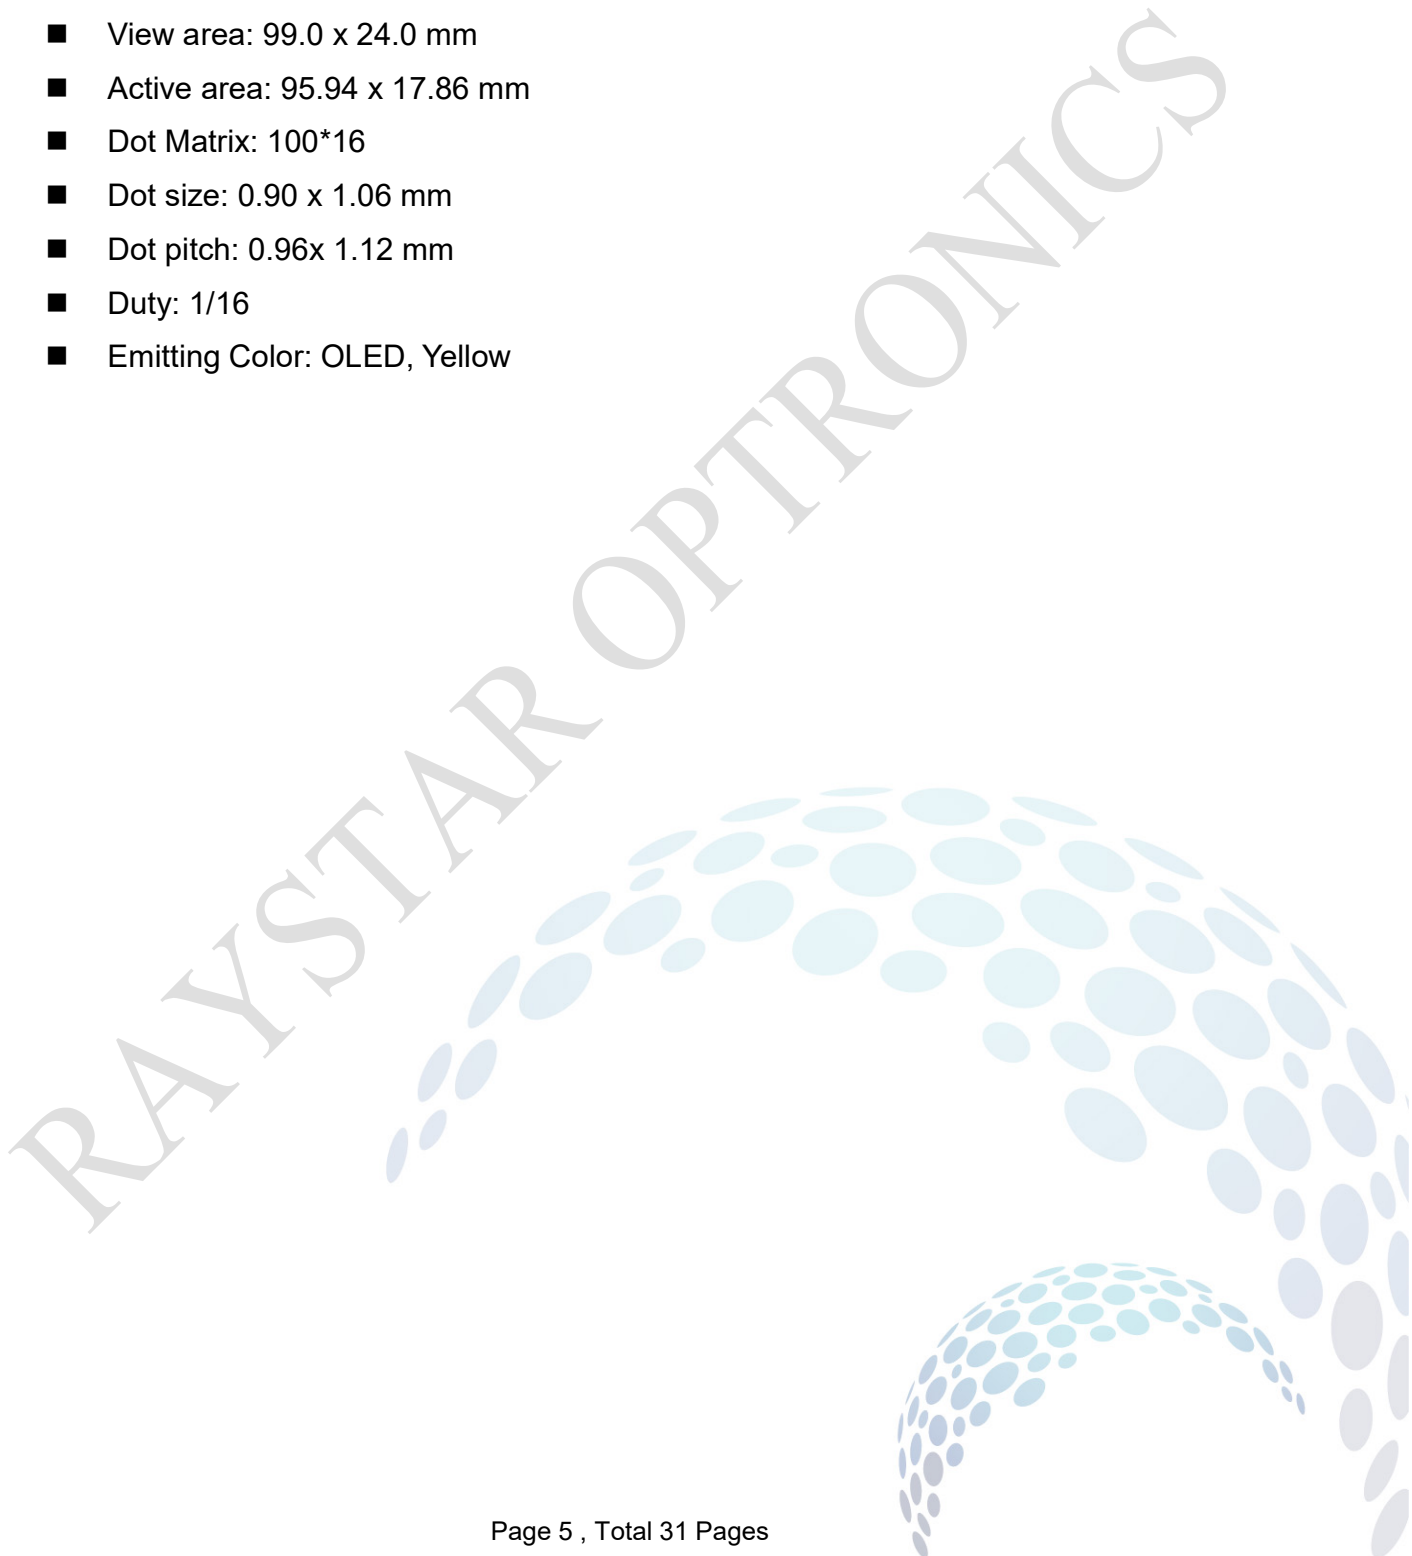 ■ View area: 99.0 x 24.0 mm
■ Active area: 95.94 x 17.86 mm
■ Dot Matrix: 100*16
■ Dot size: 0.90 x 1.06 mm
■ Dot pitch: 0.96x 1.12 mm
■ Duty: 1/16
■ Emitting Color: OLED, Yellow
RAYSTAR OPTRONICS
Page 5 , Total 31 Pages